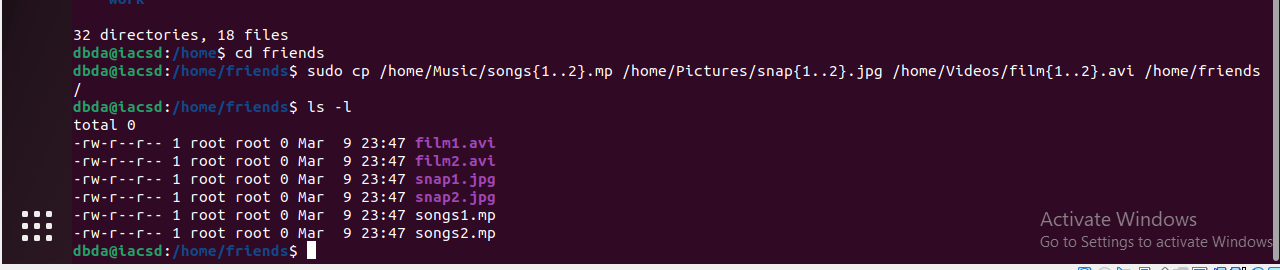 work
32 directories, 18 files
dbda@iacsd:/home$ cd friends
dbda@iacsd:/home/friends$ sudo cp /home/Music/songs{1..2}.mp /home/Pictures/snap{1..2}.jpg /home/Videos/film{1..2}.avi /home/friends
/
dbda@iacsd:/home/friends$ ls -l
total 0
-rw-r--r-- 1 root root 0 Mar  9 23:47 film1.avi
-rw-r--r-- 1 root root 0 Mar  9 23:47 film2.avi
-rw-r--r-- 1 root root 0 Mar  9 23:47 snap1.jpg
-rw-r--r-- 1 root root 0 Mar  9 23:47 snap2.jpg
-rw-r--r-- 1 root root 0 Mar  9 23:47 songs1.mp
-rw-r--r-- 1 root root 0 Mar  9 23:47 songs2.mp
dbda@iacsd:/home/friends$
Activate Windows
Go to Settings to activate Windows